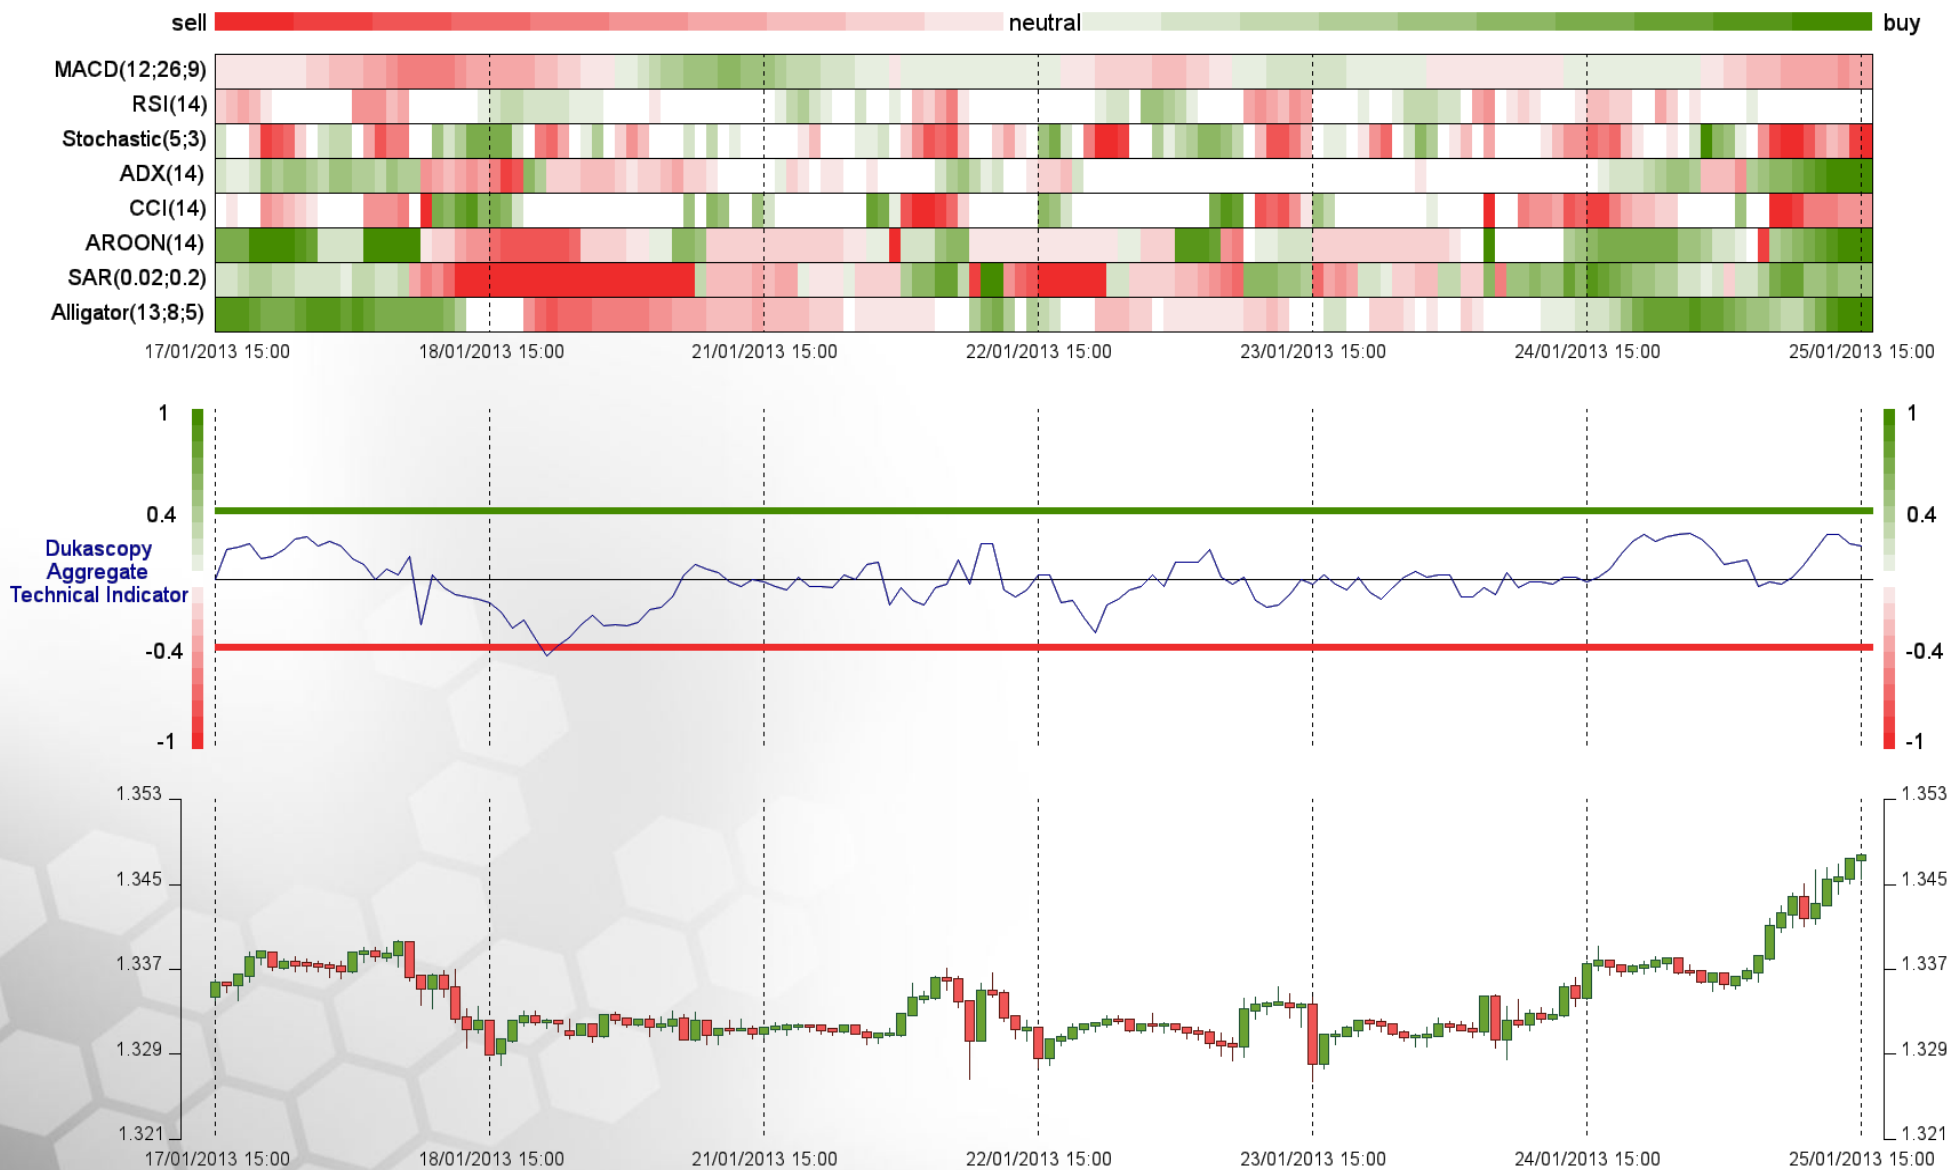 sell neutral buy
MACD(12;26;9)
RSI(14)
Stochastic(5;3)
ADX(14)
CCI(14)
AROON(14)
SAR(0.02;0.2)
Alligator(13;8;5)
17/01/2013 15:00 18/01/2013 15:00 21/01/2013 15:00 22/01/2013 15:00 23/01/2013 15:00 24/01/2013 15:00 25/01/2013 15:00
1 1
0.4 0.4
Dukascopy
Aggregate
Technical Indicator
-0.4 -0.4
-1 -1
1.353 1.353
1.345 1.345
1.337 1.337
1.329 1.329
1.321 1.321
17/01/2013 15:00 18/01/2013 15:00 21/01/2013 15:00 22/01/2013 15:00 23/01/2013 15:00 24/01/2013 15:00 25/01/2013 15:00